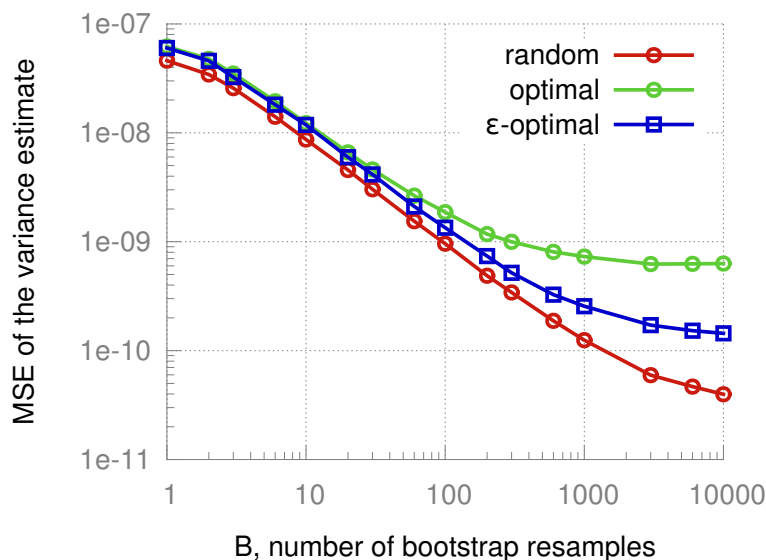 1e-07
1e-08
1e-09
1e-10
1e-11
MSE of the variance estimate
random
optimal
ε-optimal
1 10 100 1000 10000
B, number of bootstrap resamples